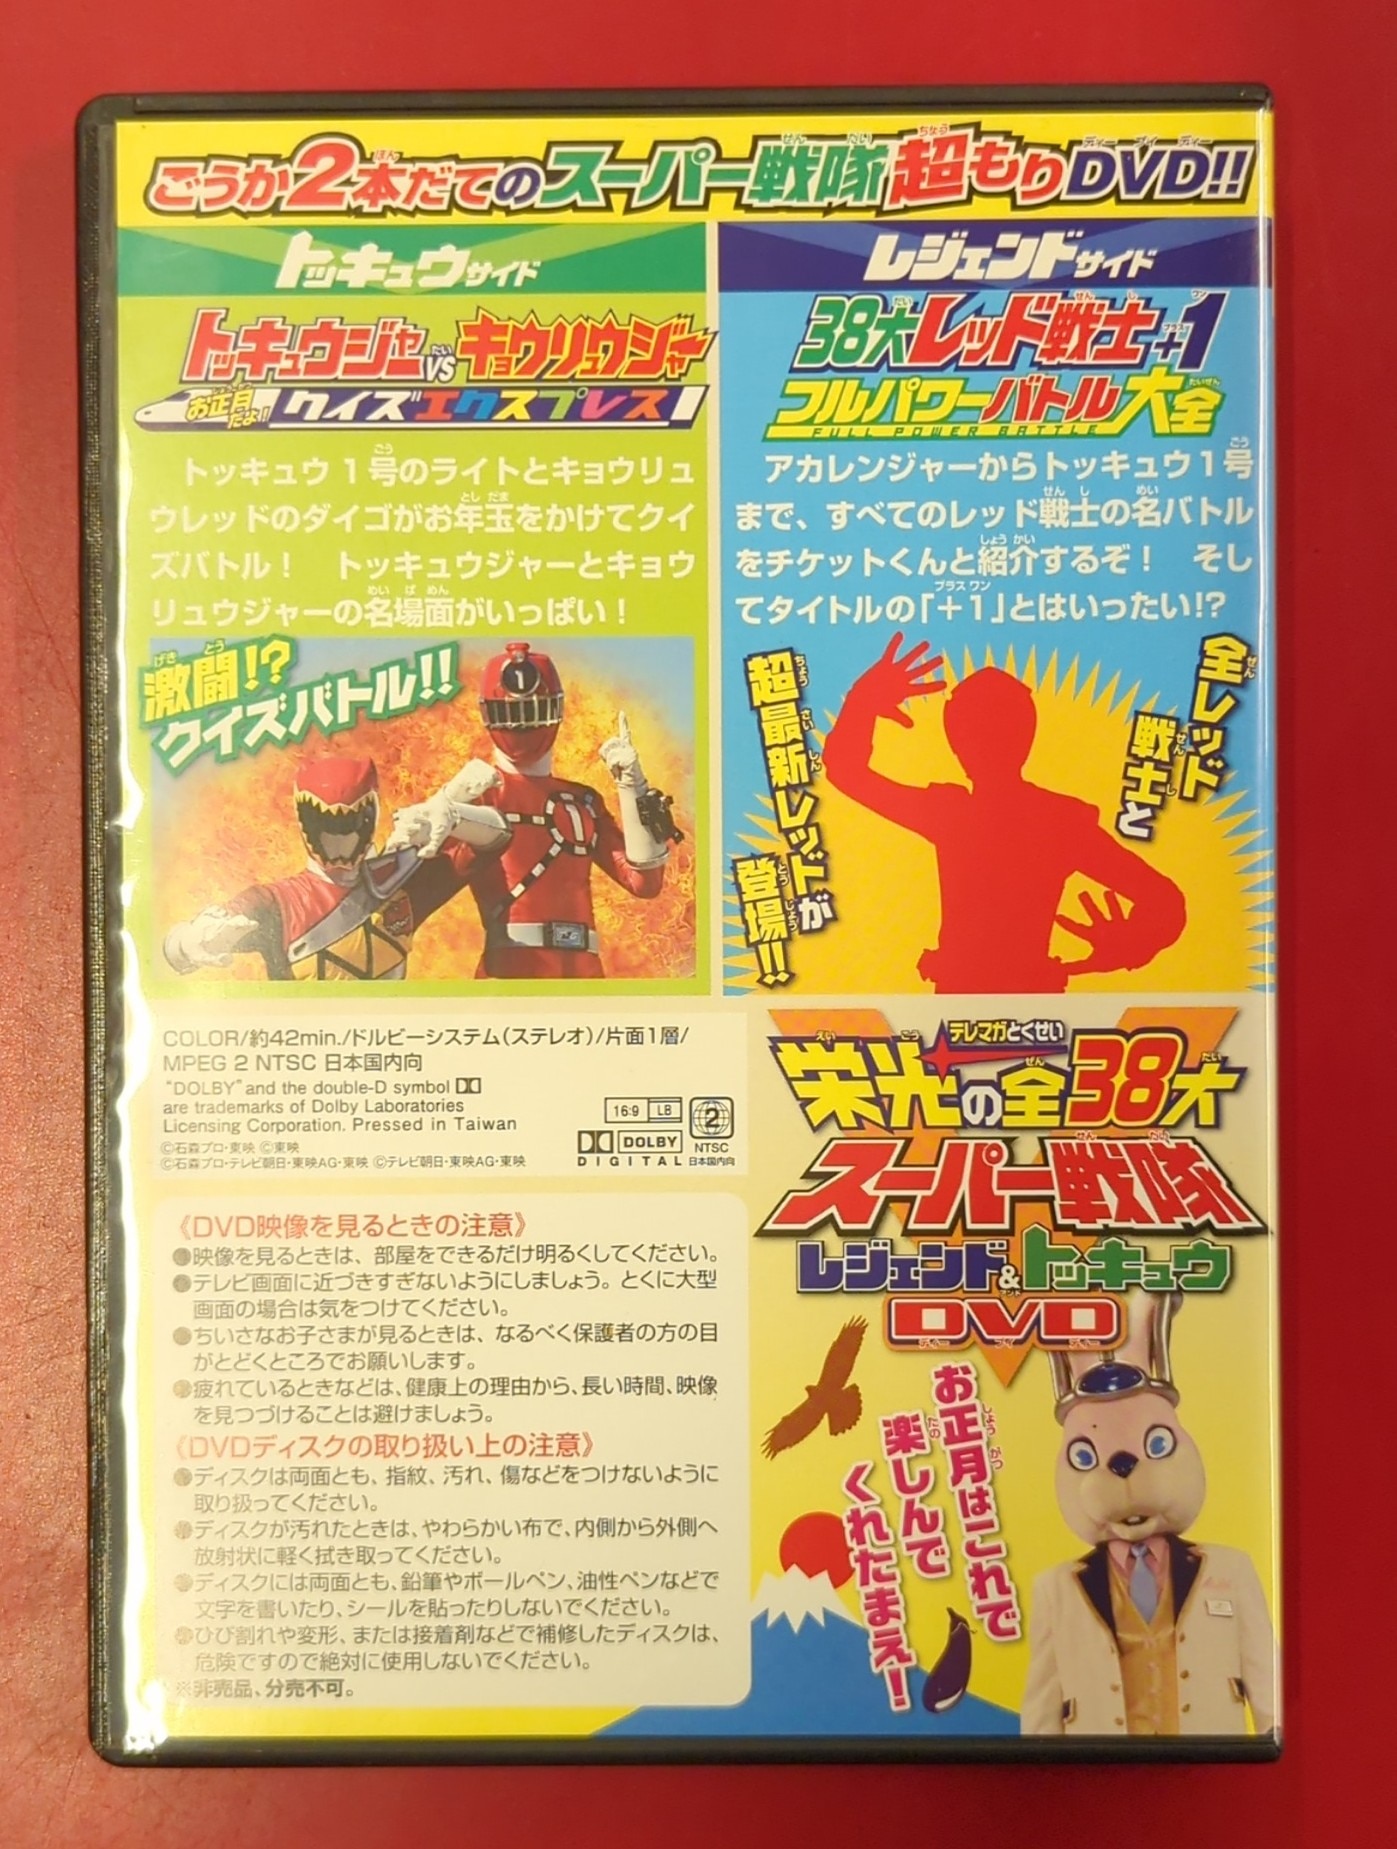 ごうか2本だてのスーパー戦隊超もりDVD!!
トッキュウサイド
トッキュウジャーVSキョウリュウジャー
お正月だよ! クイズエクスプレス
トッキュウ1号のライトとキョウリュ
ウレッドのダイゴがお年玉をかけてクイ
ズバトル! トッキュウジャーとキョウ
リュウジャーの名場面がいっぱい!
激闘!?
クイズバトル!!
レジェンドサイド
38大レッド戦士+1
フルパワーバトル大全
FULL POWER BATTLE
アカレンジャーからトッキュウ1号
まで、すべてのレッド戦士の名バトル
をチケットくんと紹介するぞ! そし
てタイトルの「+1」とはいったい!?
全レッド
戦士と
超最新レッドが
登場!!
COLOR/約42min./ドルビーシステム(ステレオ)/片面1層/
MPEG 2 NTSC 日本国内向
"DOLBY" and the double-D symbol
are trademarks of Dolby Laboratories
Licensing Corporation. Pressed in Taiwan
©石森プロ・東映 ©東映
©石森プロ・テレビ朝日・東映AG・東映 ©テレビ朝日・東映AG・東映
16:9 LB
DOLBY
DIGITAL
2
NTSC
日本国内向
《DVD映像を見るときの注意》
●映像を見るときは、部屋をできるだけ明るくしてください。
●テレビ画面に近づきすぎないようにしましょう。とくに大型
画面の場合は気をつけてください。
●ちいさなお子さまが見るときは、なるべく保護者の方の目
がとどくところでお願いします。
●疲れているときなどは、健康上の理由から、長い時間、映像
を見つづけることは避けましょう。
《DVDディスクの取り扱い上の注意》
●ディスクは両面とも、指紋、汚れ、傷などをつけないように
取り扱ってください。
●ディスクが汚れたときは、やわらかい布で、内側から外側へ
放射状に軽く拭き取ってください。
●ディスクには両面とも、鉛筆やボールペン、油性ペンなどで
文字を書いたり、シールを貼ったりしないでください。
●ひび割れや変形、または接着剤などで補修したディスクは、
危険ですので絶対に使用しないでください。
※非売品、分売不可。
テレマガとくせい
栄光の全38大
スーパー戦隊
レジェンド&トッキュウ
DVD
お正月はこれで
楽しんで
くれたまえ!